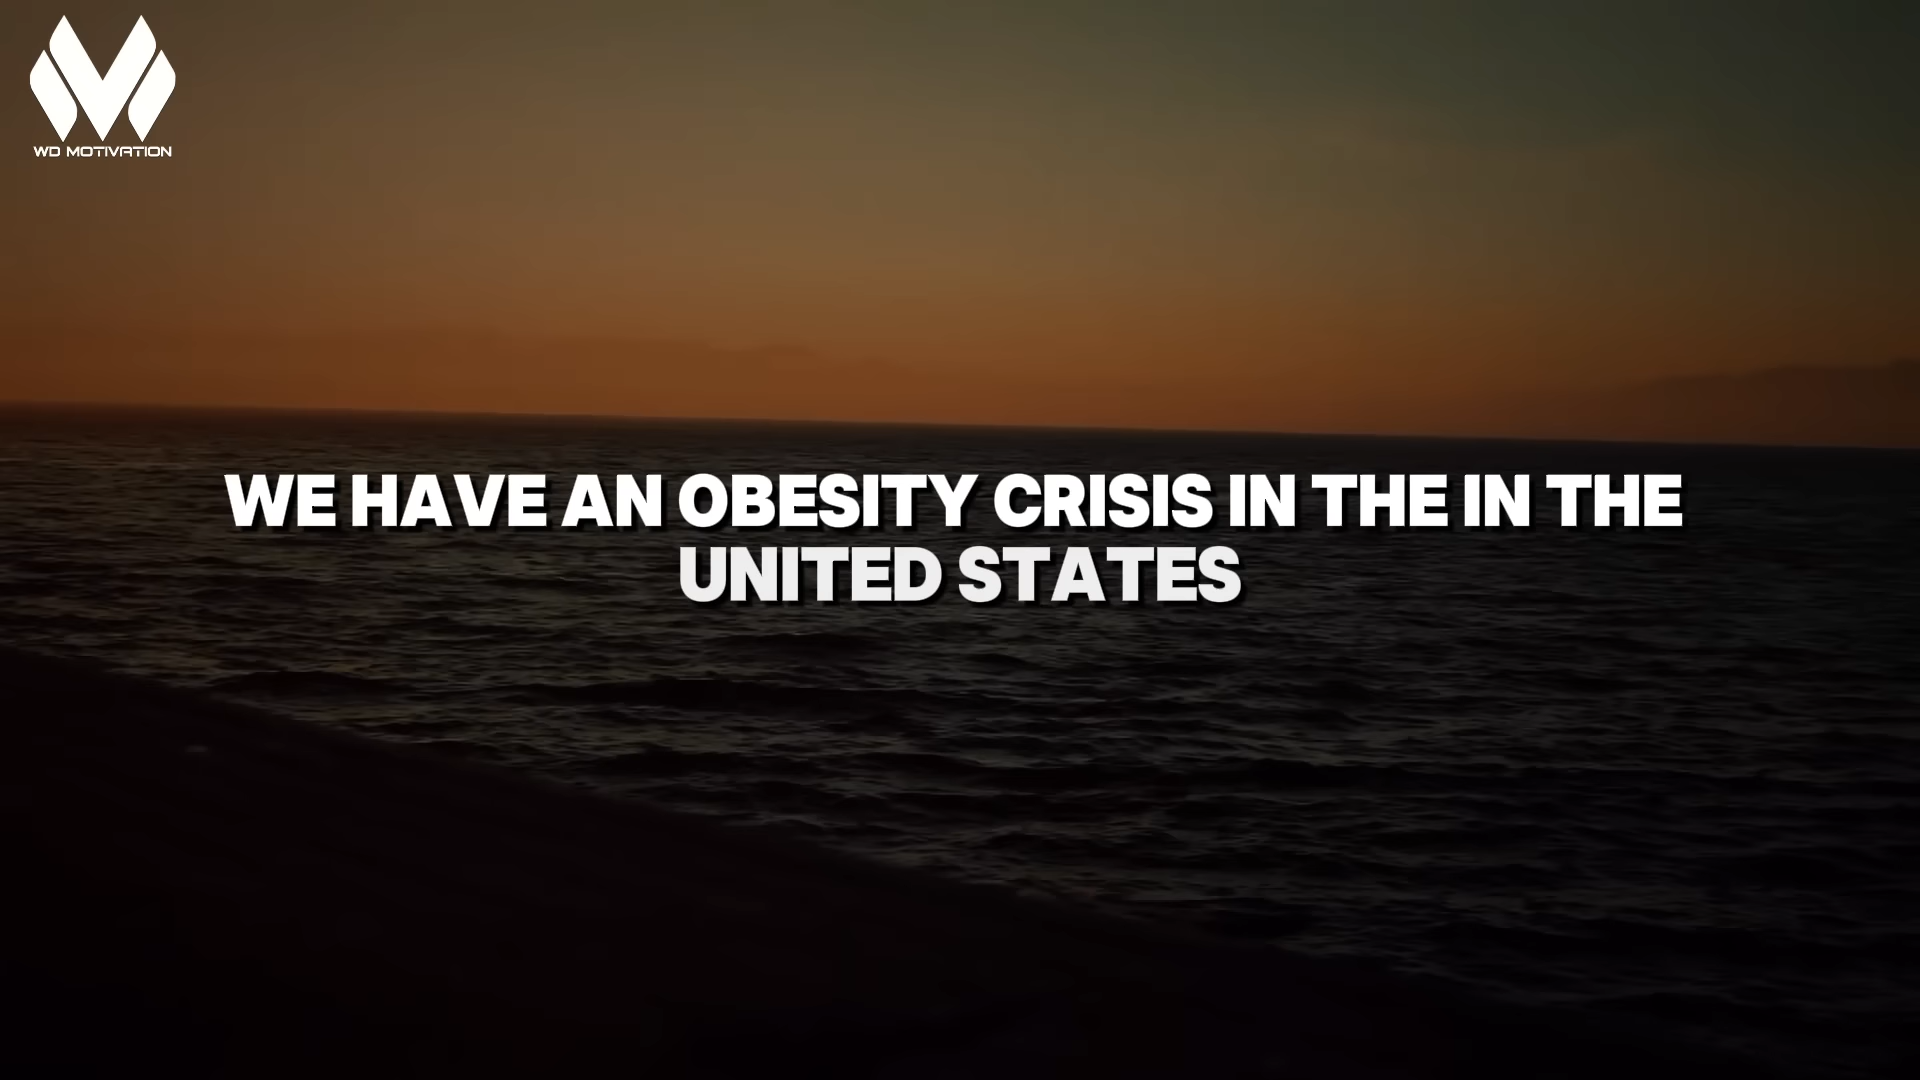 WD MOTIVATION
WE HAVE AN OBESITY CRISIS IN THE IN THE
UNITED STATES